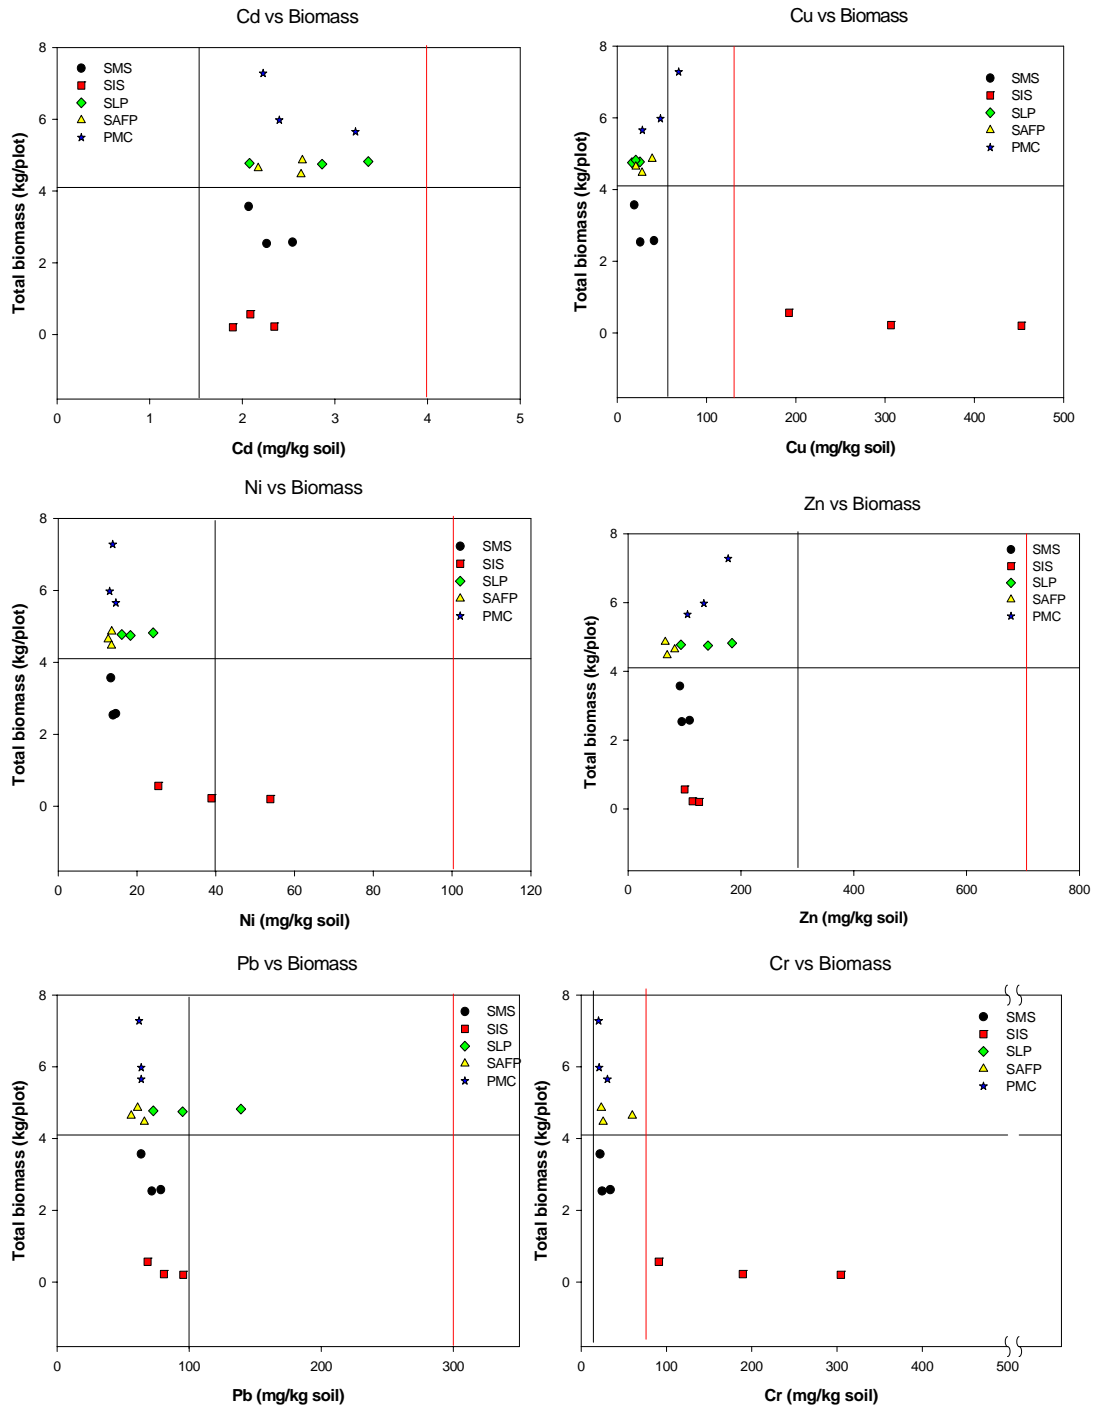 Cd vs Biomass
Total biomass (kg/plot)
8
6
4
2
0
SMS
SIS
SLP
SAFP
PMC
0 1 2 3 4 5
Cd (mg/kg soil)
Cu vs Biomass
Total biomass (kg/plot)
8
6
4
2
0
SMS
SIS
SLP
SAFP
PMC
0 100 200 300 400 500
Cu (mg/kg soil)
Ni vs Biomass
Total biomass (kg/plot)
8
6
4
2
0
SMS
SIS
SLP
SAFP
PMC
0 20 40 60 80 100 120
Ni (mg/kg soil)
Zn vs Biomass
Total biomass (kg/plot)
8
6
4
2
0
SMS
SIS
SLP
SAFP
PMC
0 200 400 600 800
Zn (mg/kg soil)
Pb vs Biomass
Total biomass (kg/plot)
8
6
4
2
0
SMS
SIS
SLP
SAFP
PMC
0 100 200 300
Pb (mg/kg soil)
Cr vs Biomass
Total biomass (kg/plot)
8
6
4
2
0
SMS
SIS
SLP
SAFP
PMC
0 100 200 300 400 500
Cr (mg/kg soil)